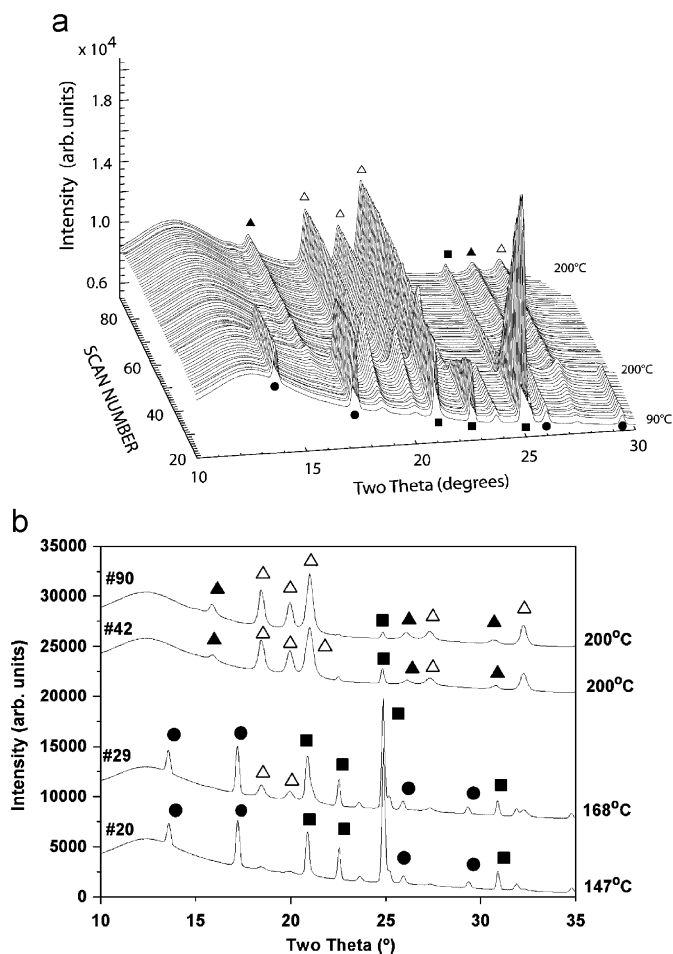 a
x 10⁴
1.8
1.4
1.0
0.6
Intensity (arb. units)
80
60
40
20
SCAN NUMBER
200°C
200°C
90°C
10 15 20 25 30
Two Theta (degrees)
b
35000
30000
25000
20000
15000
10000
5000
0
Intensity (arb. units)
#90
200°C
#42
200°C
#29
168°C
#20
147°C
10 15 20 25 30 35
Two Theta (º)